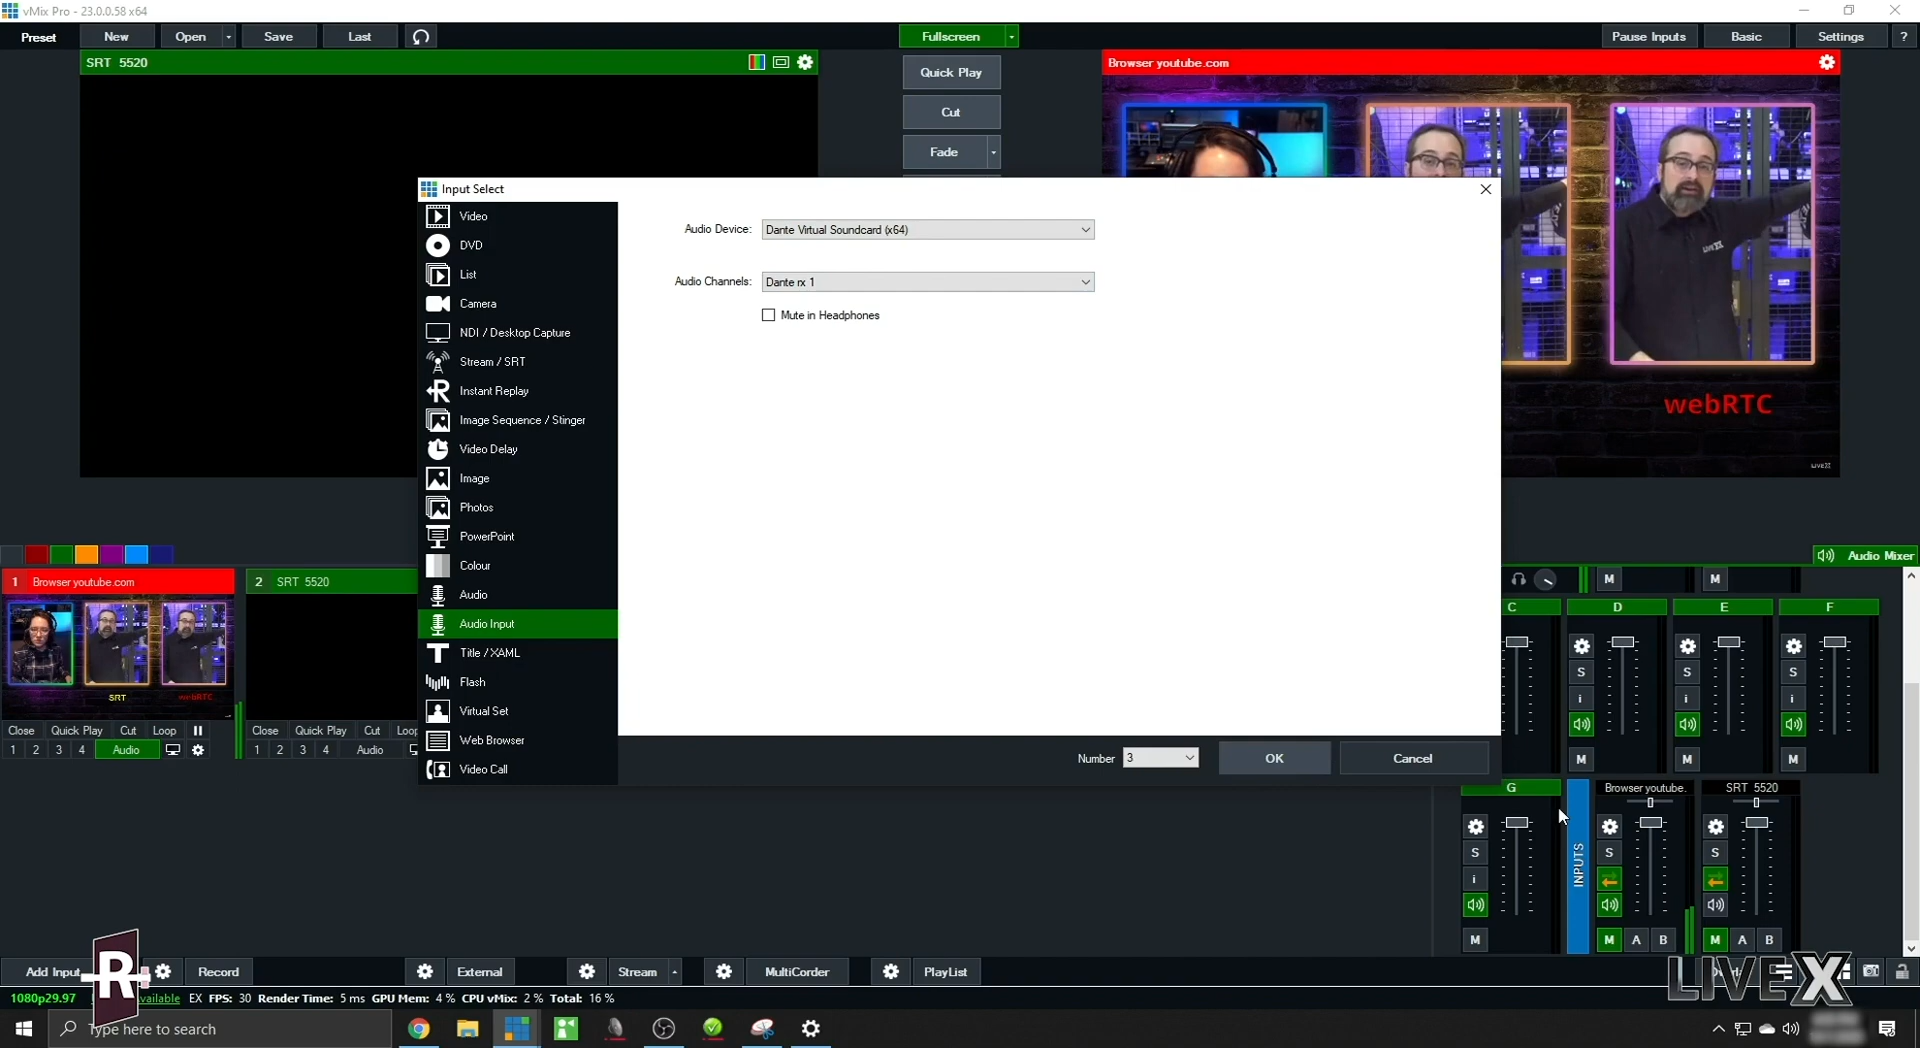 vMix Pro - 23.0.0.58 x64
Preset New Open Save Last Fullscreen Pause Inputs Basic Settings ?
SRT 5520
Browser youtube.com
Quick Play
Cut
Fade
webRTC
LIVEX
Input Select
Video
DVD
List
Camera
NDI / Desktop Capture
Stream / SRT
Instant Replay
Image Sequence / Stinger
Video Delay
Image
Photos
PowerPoint
Colour
Audio
Audio Input
Title / XAML
Flash
Virtual Set
Web Browser
Video Call
Audio Device: Dante Virtual Soundcard (x64)
Audio Channels: Dante rx 1
Mute in Headphones
Number 3 OK Cancel
Audio Mixer
1 Browser youtube.com
2 SRT 5520
SRT webRTC
Close Quick Play Cut Loop
1 2 3 4 Audio
Close Quick Play Cut Loop
1 2 3 4 Audio
M M
C D E F
S S S
i i i
M M M
G Browser youtube. SRT 5520
INPUTS
S S S
i
M M A B M A B
Add Input R Record External Stream MultiCorder PlayList
LIVEX
1080p29.97 EX FPS: 30 Render Time: 5 ms GPU Mem: 4 % CPU vMix: 2 % Total: 16 %
Type here to search